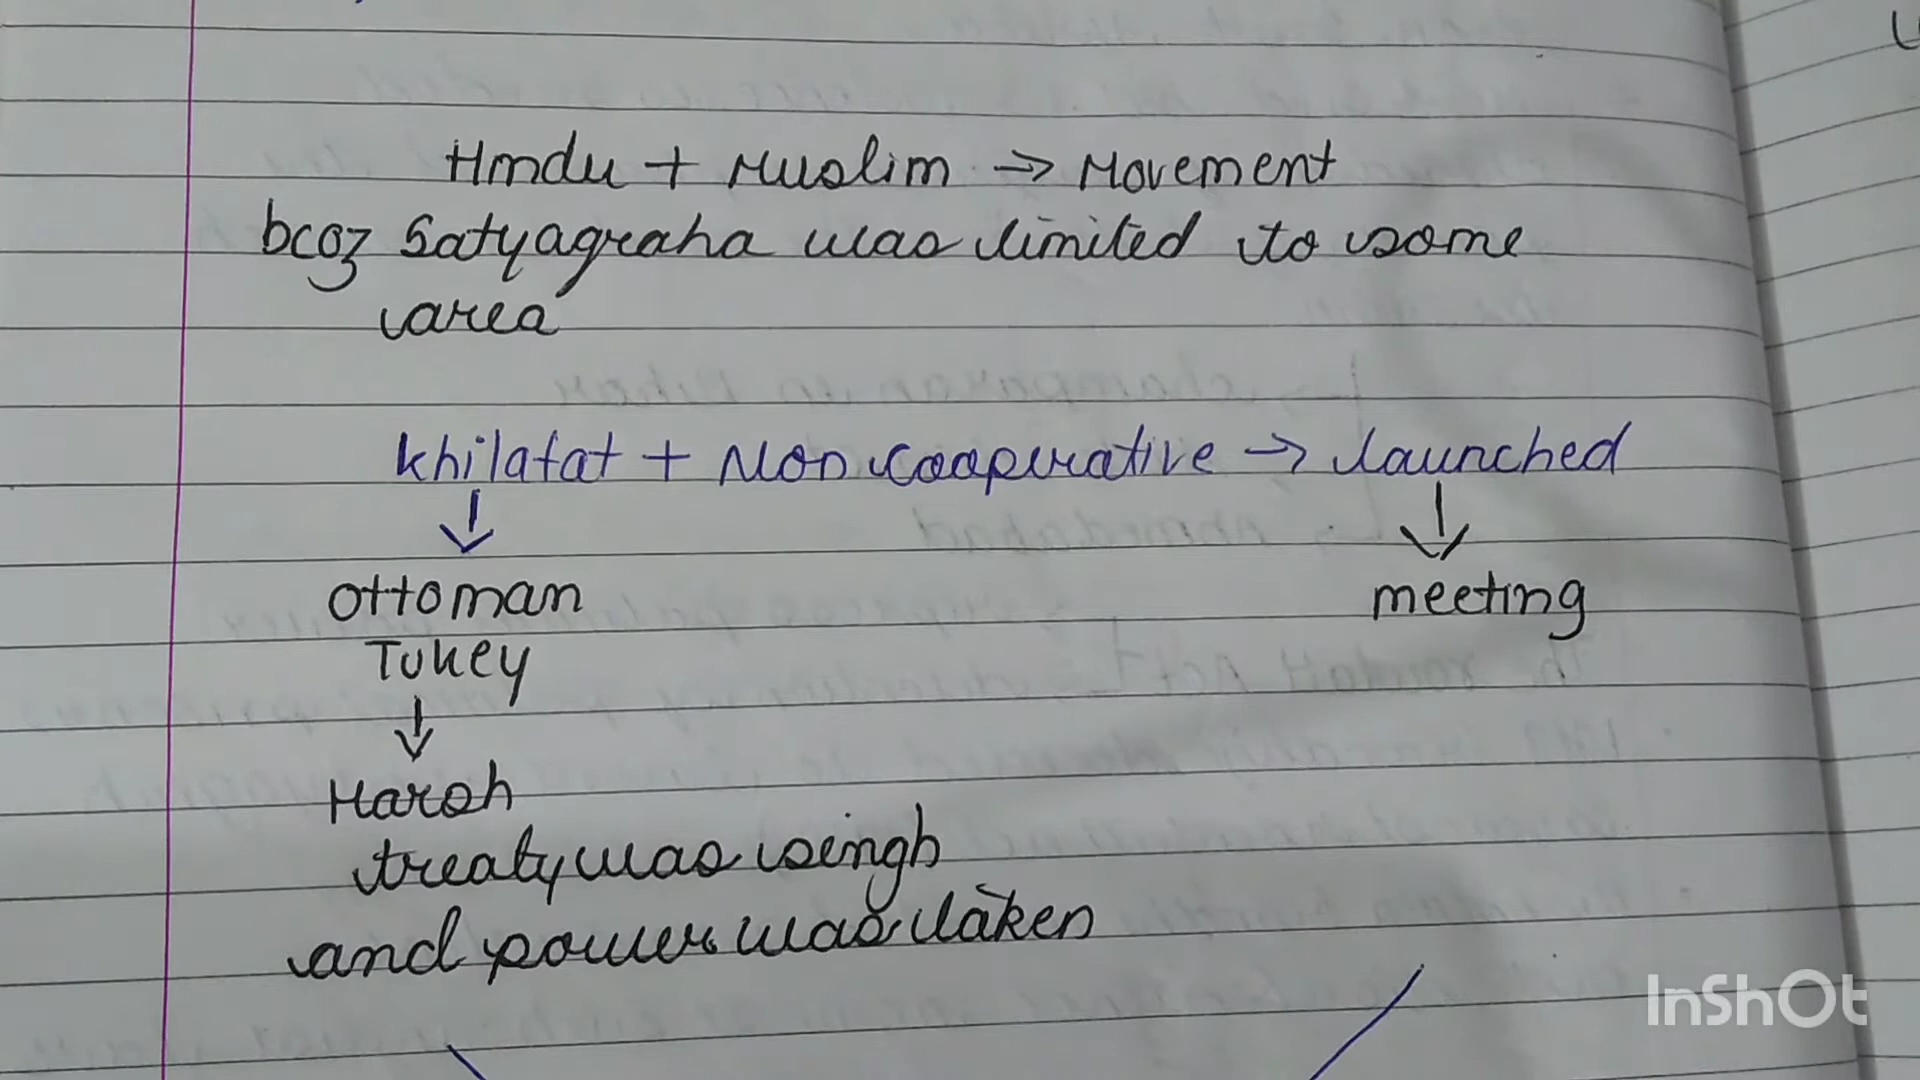 Hindu + Muslim → Movement
bcoz Satyagraha was limited to some
area
khilafat + Non Cooperative → launched
↓ ↓
Ottoman meeting
Tukey
↓
Harsh
treaty was singh
and power was taken
InShOt